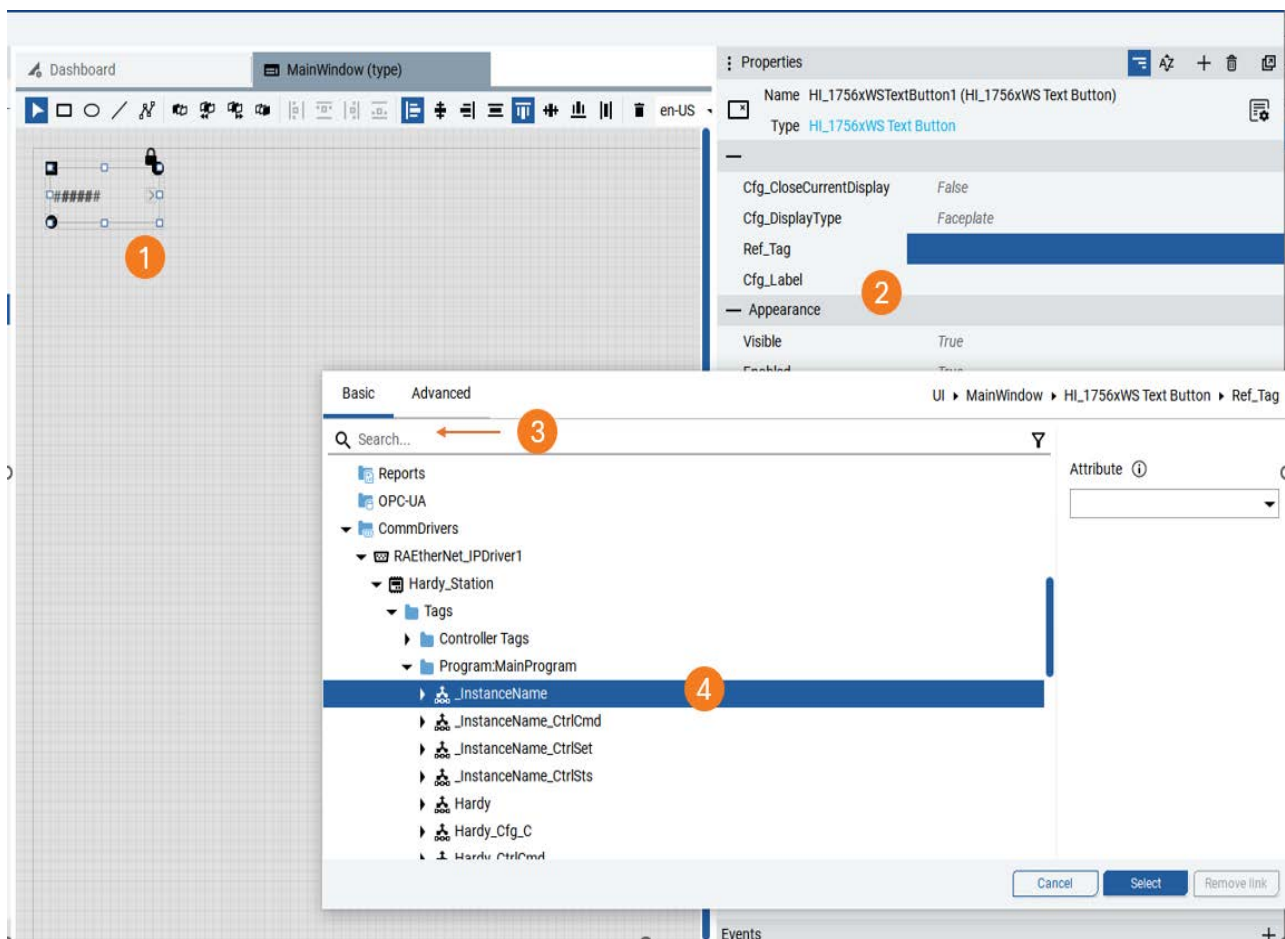 Dashboard
MainWindow (type)
en-US
######
1
Properties
Name HI_1756xWSTextButton1 (HI_1756xWS Text Button)
Type HI_1756xWS Text Button
Cfg_CloseCurrentDisplay False
Cfg_DisplayType Faceplate
Ref_Tag
Cfg_Label
2
Appearance
Visible True
Enabled True
Basic Advanced
UI ▸ MainWindow ▸ HI_1756xWS Text Button ▸ Ref_Tag
Search...
3
Attribute
Reports
OPC-UA
CommDrivers
RAEtherNet_IPDriver1
Hardy_Station
Tags
Controller Tags
Program:MainProgram
_InstanceName
4
_InstanceName_CtrlCmd
_InstanceName_CtrlSet
_InstanceName_CtrlSts
Hardy
Hardy_Cfg_C
Hardy_CtrlCmd
Cancel Select Remove link
Events